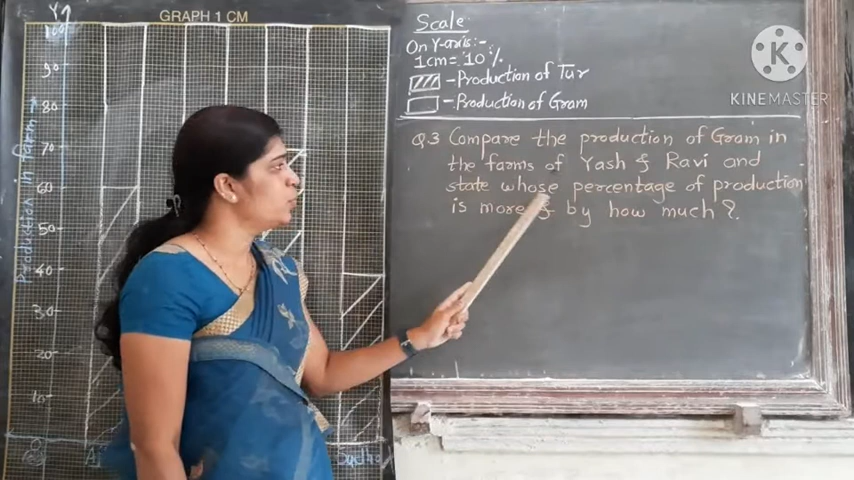 GRAPH 1 CM
Y
100
90
80
70
60
50
40
30
20
10
Production in Farm →
Scale
On Y-axis:-
1cm = 10%
- Production of Tur
- Production of Gram
Q.3 Compare the production of Gram in
the farms of Yash & Ravi and
state whose percentage of production
is more & by how much?
KINEMASTER